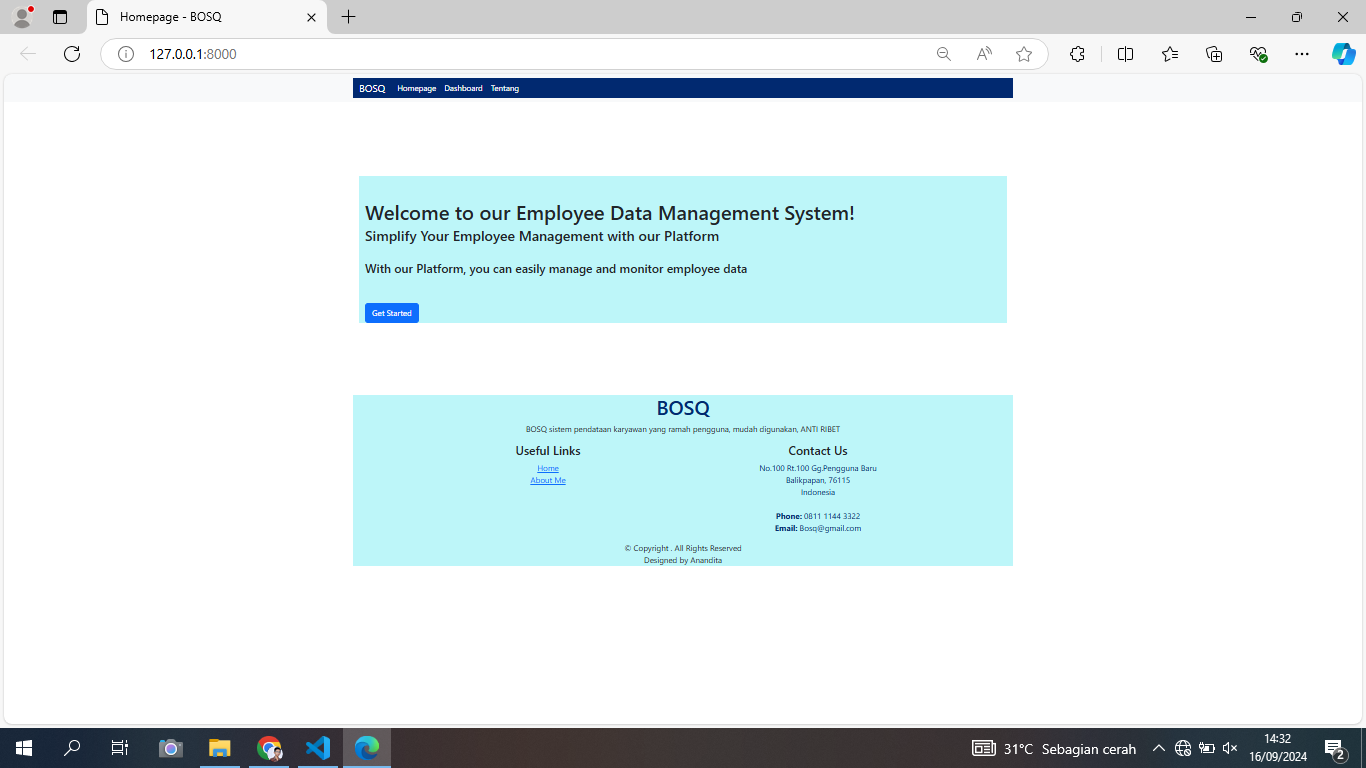 Homepage - BOSQ
127.0.0.1:8000
BOSQ Homepage Dashboard Tentang
Welcome to our Employee Data Management System!
Simplify Your Employee Management with our Platform
With our Platform, you can easily manage and monitor employee data
Get Started
BOSQ
BOSQ sistem pendataan karyawan yang ramah pengguna, mudah digunakan, ANTI RIBET
Useful Links
Home
About Me
Contact Us
No.100 Rt.100 Gg.Pengguna Baru
Balikpapan, 76115
Indonesia
Phone: 0811 1144 3322
Email: Bosq@gmail.com
© Copyright . All Rights Reserved
Designed by Anandita
31°C Sebagian cerah
14:32
16/09/2024
2